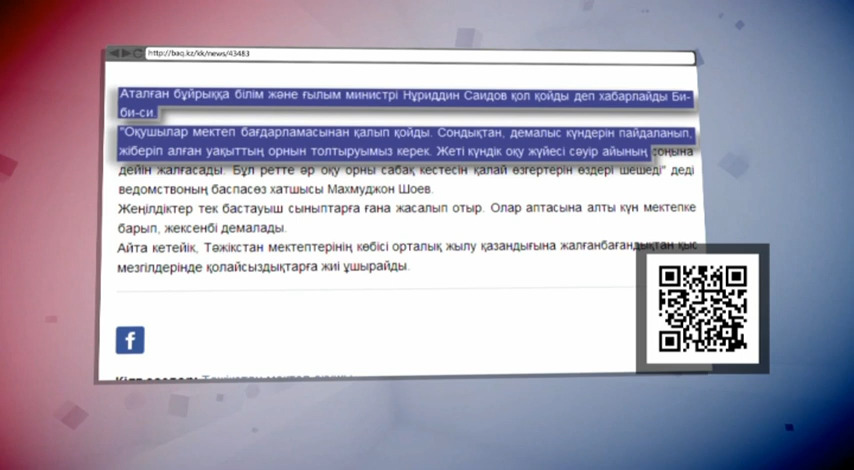 http://baq.kz/kk/news/43483
Аталған бұйрыққа білім және ғылым министрі Нұриддин Саидов қол қойды деп хабарлайды Би-
би-си
"Оқушылар мектеп бағдарламасынан қалып қойды. Сондықтан, демалыс күндерін пайдаланып,
жіберіп алған уақыттың орнын толтыруымыз керек. Жеті күндік оқу жүйесі сәуір айының соңына
дейін жалғасады. Бұл ретте әр оқу орны сабақ кестесін қалай өзгертерін өздері шешеді" деді
ведомствоның баспасөз хатшысы Махмуджон Шоев.
Жеңілдіктер тек бастауыш сыныптарға ғана жасалып отыр. Олар аптасына алты күн мектепке
барып, жексенбі демалады.
Айта кетейік, Тәжікстан мектептерінің көбісі орталық жылу қазандығына жалғанбағандықтан қыс
мезгілдерінде қолайсыздықтарға жиі ұшырайды.
f